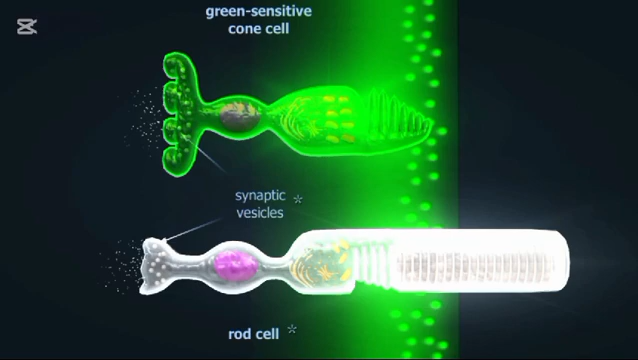 green-sensitive
cone cell
synaptic *
vesicles
rod cell *